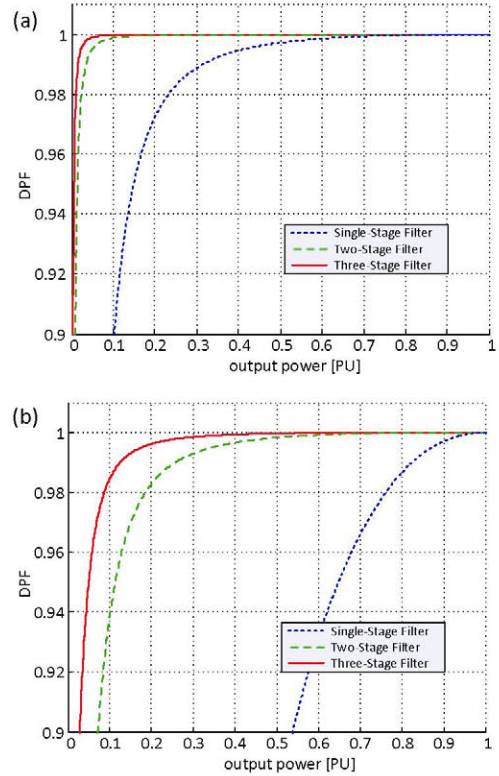 (a)
1
0.98
0.96
0.94
0.92
0.9
DPF
Single-Stage Filter
Two-Stage Filter
Three-Stage Filter
0 0.1 0.2 0.3 0.4 0.5 0.6 0.7 0.8 0.9 1
output power [PU]
(b)
1
0.98
0.96
0.94
0.92
0.9
DPF
Single-Stage Filter
Two-Stage Filter
Three-Stage Filter
0 0.1 0.2 0.3 0.4 0.5 0.6 0.7 0.8 0.9 1
output power [PU]